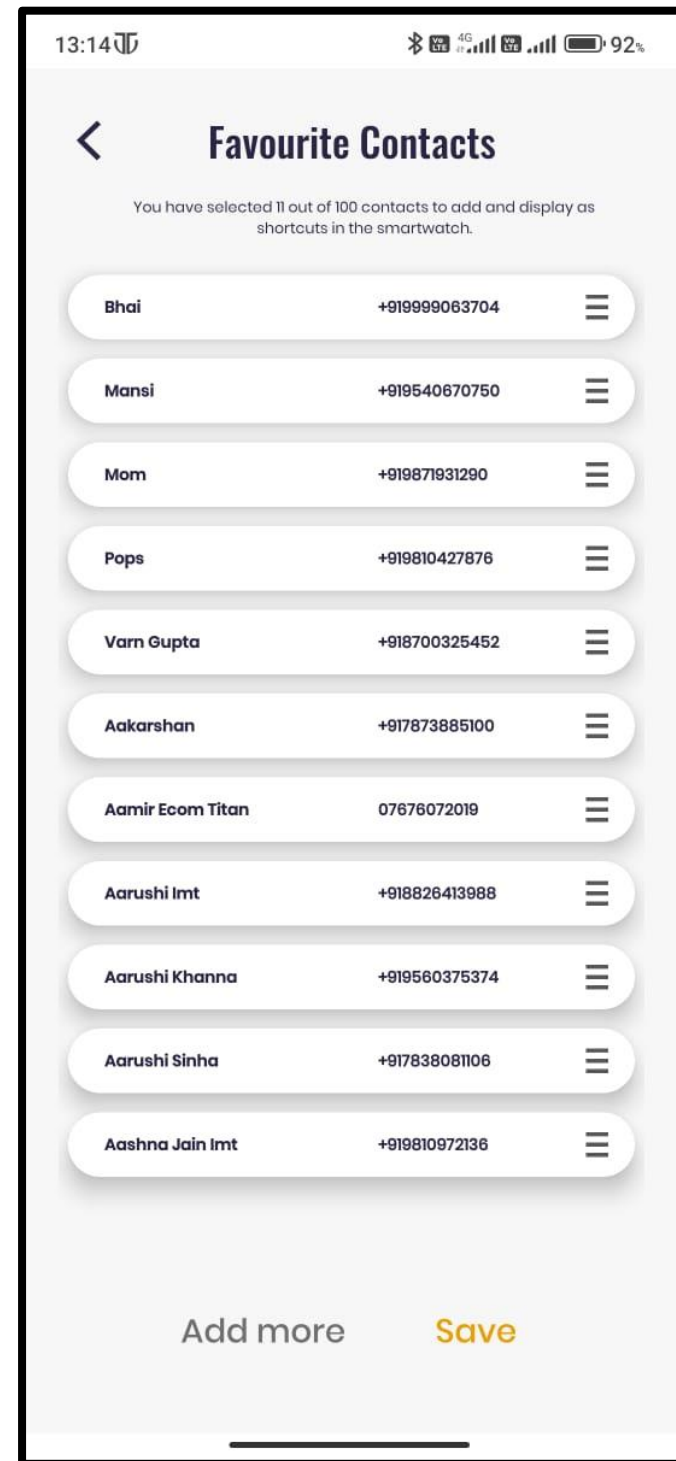 13:14 4G 92%
Favourite Contacts
You have selected 11 out of 100 contacts to add and display as
shortcuts in the smartwatch.
Bhai +919999063704
Mansi +919540670750
Mom +919871931290
Pops +919810427876
Varn Gupta +918700325452
Aakarshan +917873885100
Aamir Ecom Titan 07676072019
Aarushi Imt +918826413988
Aarushi Khanna +919560375374
Aarushi Sinha +917838081106
Aashna Jain Imt +919810972136
Add more Save